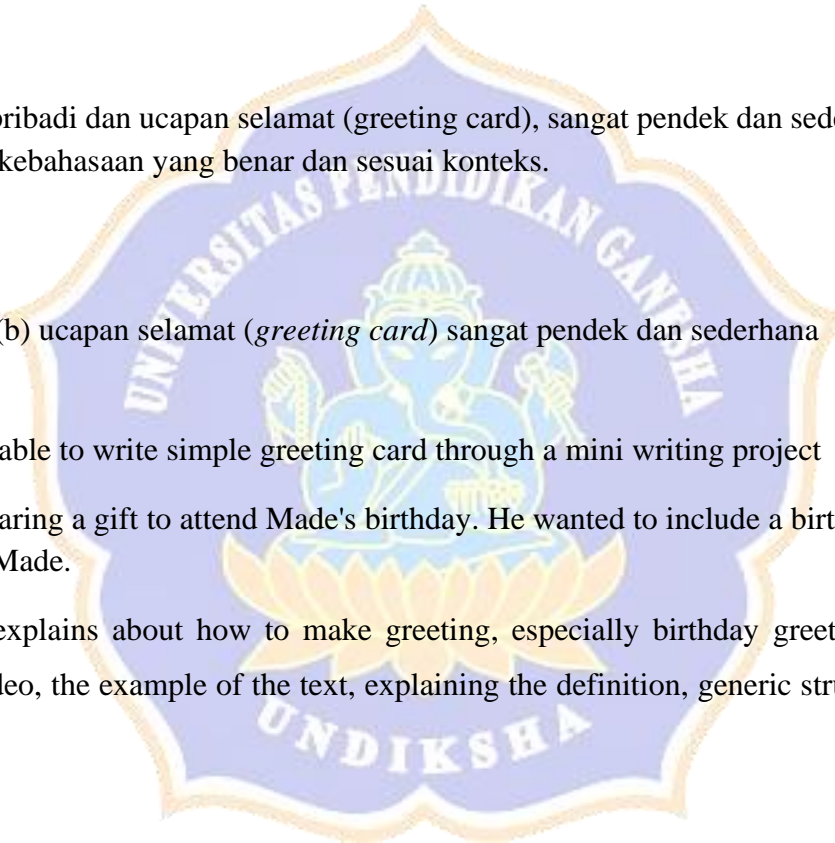 pribadi dan ucapan selamat (greeting card), sangat pendek dan sede
kebahasaan yang benar dan sesuai konteks.
UNIVERSITAS PENDIDIKAN GANESHA
(b) ucapan selamat (greeting card) sangat pendek dan sederhana
able to write simple greeting card through a mini writing project
aring a gift to attend Made's birthday. He wanted to include a birt
Made.
explains about how to make greeting, especially birthday greet
deo, the example of the text, explaining the definition, generic stru
UNDIKSHA